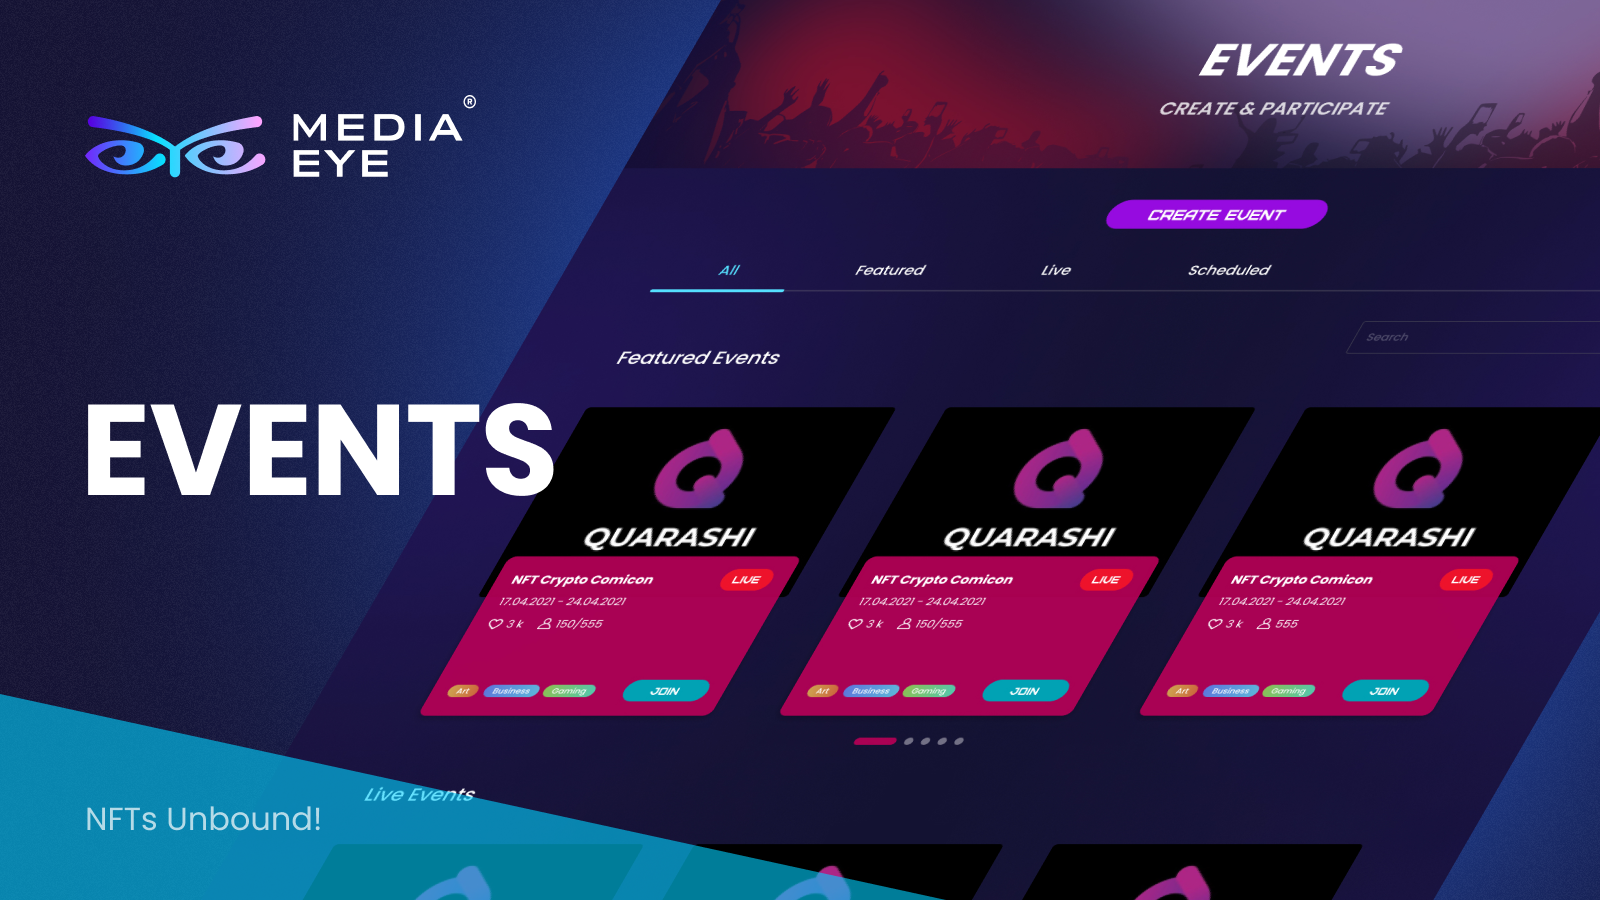 MEDIA ®
EYE
EVENTS
NFTs Unbound!
EVENTS
CREATE & PARTICIPATE
CREATE EVENT
All Featured Live Scheduled
Search
Featured Events
QUARASHI
NFT Crypto Comicon LIVE
17.04.2021 - 24.04.2021
3 k 150/555
Art Business Gaming JOIN
QUARASHI
NFT Crypto Comicon LIVE
17.04.2021 - 24.04.2021
3 k 150/555
Art Business Gaming JOIN
QUARASHI
NFT Crypto Comicon LIVE
17.04.2021 - 24.04.2021
3 k 555
Art Business Gaming JOIN
Live Events